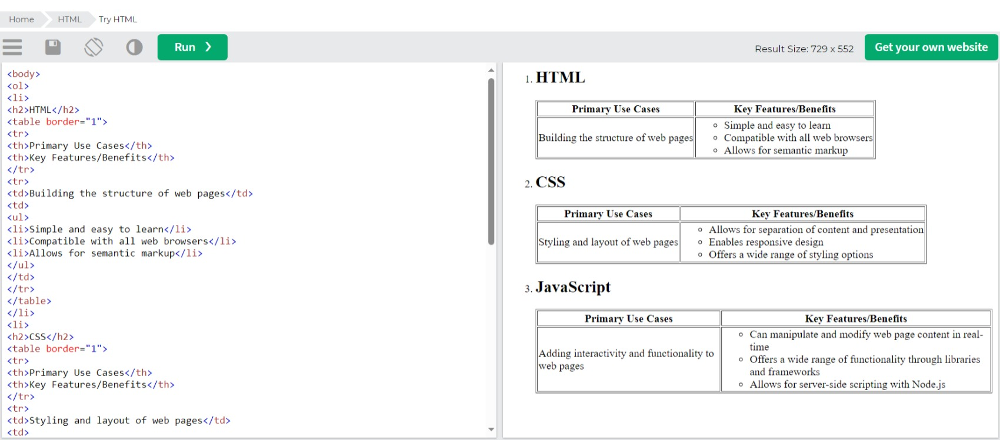 Home HTML Try HTML
Run ❯ Result Size: 729 x 552 Get your own website
<body>
<ol>
<li>
<h2>HTML</h2>
<table border="1">
<tr>
<th>Primary Use Cases</th>
<th>Key Features/Benefits</th>
</tr>
<tr>
<td>Building the structure of web pages</td>
<td>
<ul>
<li>Simple and easy to learn</li>
<li>Compatible with all web browsers</li>
<li>Allows for semantic markup</li>
</ul>
</td>
</tr>
</table>
</li>
<li>
<h2>CSS</h2>
<table border="1">
<tr>
<th>Primary Use Cases</th>
<th>Key Features/Benefits</th>
</tr>
<tr>
<td>Styling and layout of web pages</td>
<td>
1. HTML
Primary Use Cases Key Features/Benefits
Building the structure of web pages
Simple and easy to learn
Compatible with all web browsers
Allows for semantic markup
2. CSS
Primary Use Cases Key Features/Benefits
Styling and layout of web pages
Allows for separation of content and presentation
Enables responsive design
Offers a wide range of styling options
3. JavaScript
Primary Use Cases Key Features/Benefits
Adding interactivity and functionality to
web pages
Can manipulate and modify web page content in real-
time
Offers a wide range of functionality through libraries
and frameworks
Allows for server-side scripting with Node.js